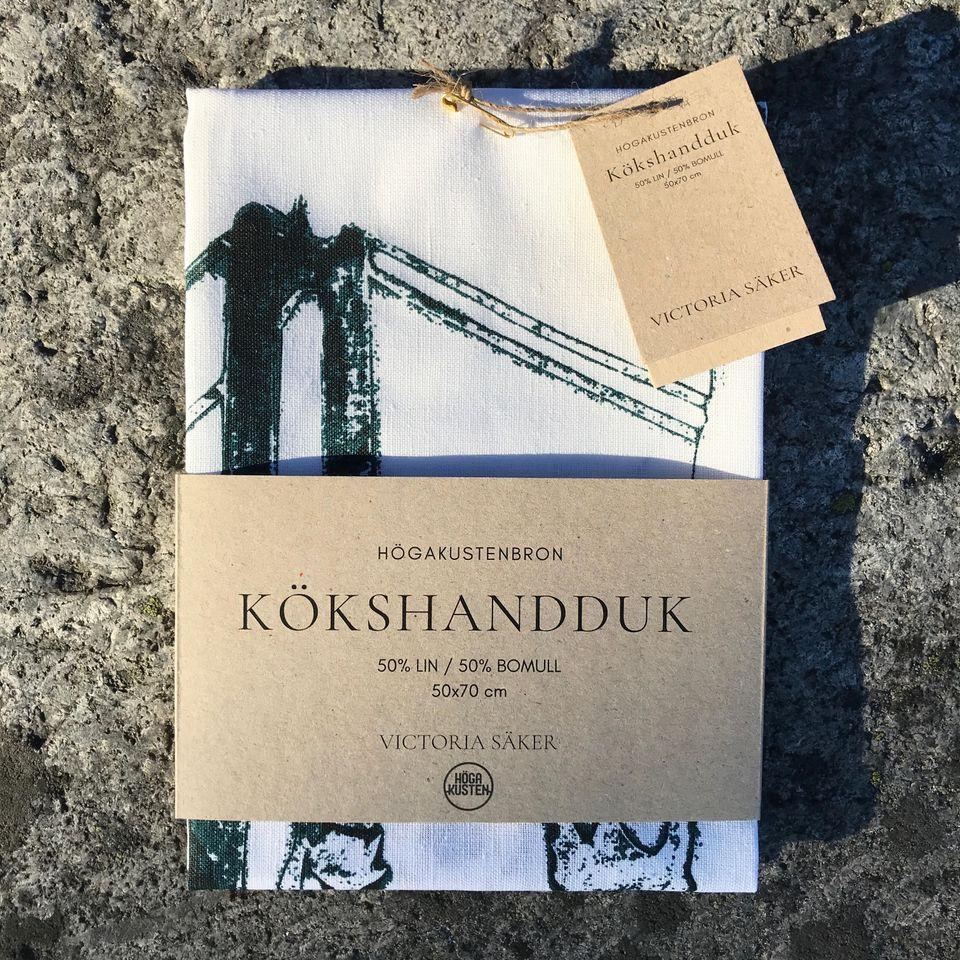 HÖGAKUSTENBRON
Kökshandduk
50% LIN / 50% BOMULL
50x70 cm
VICTORIA SÄKER
HÖGAKUSTENBRON
KÖKSHANDDUK
50% LIN / 50% BOMULL
50x70 cm
VICTORIA SÄKER
HÖGA
KUSTEN